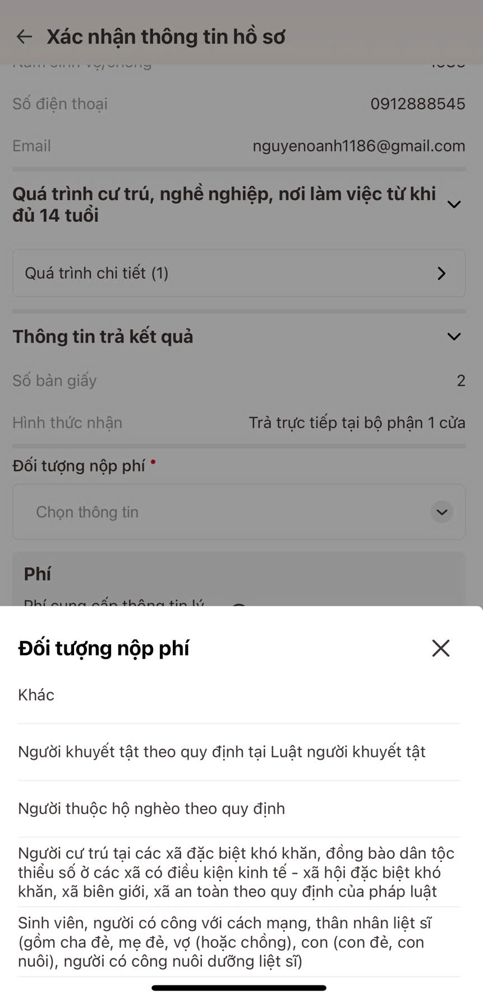 Xác nhận thông tin hồ sơ
Số điện thoại 0912888545
Email nguyenoanh1186@gmail.com
Quá trình cư trú, nghề nghiệp, nơi làm việc từ khi
đủ 14 tuổi
Quá trình chi tiết (1)
Thông tin trả kết quả
Số bản giấy 2
Hình thức nhận Trả trực tiếp tại bộ phận 1 cửa
Đối tượng nộp phí
Chọn thông tin
Phí
Phí cung cấp thông tin lý
Đối tượng nộp phí
Khác
Người khuyết tật theo quy định tại Luật người khuyết tật
Người thuộc hộ nghèo theo quy định
Người cư trú tại các xã đặc biệt khó khăn, đồng bào dân tộc
thiểu số ở các xã có điều kiện kinh tế - xã hội đặc biệt khó
khăn, xã biên giới, xã an toàn theo quy định của pháp luật
Sinh viên, người có công với cách mạng, thân nhân liệt sĩ
(gồm cha đẻ, mẹ đẻ, vợ (hoặc chồng), con (con đẻ, con
nuôi), người có công nuôi dưỡng liệt sĩ)